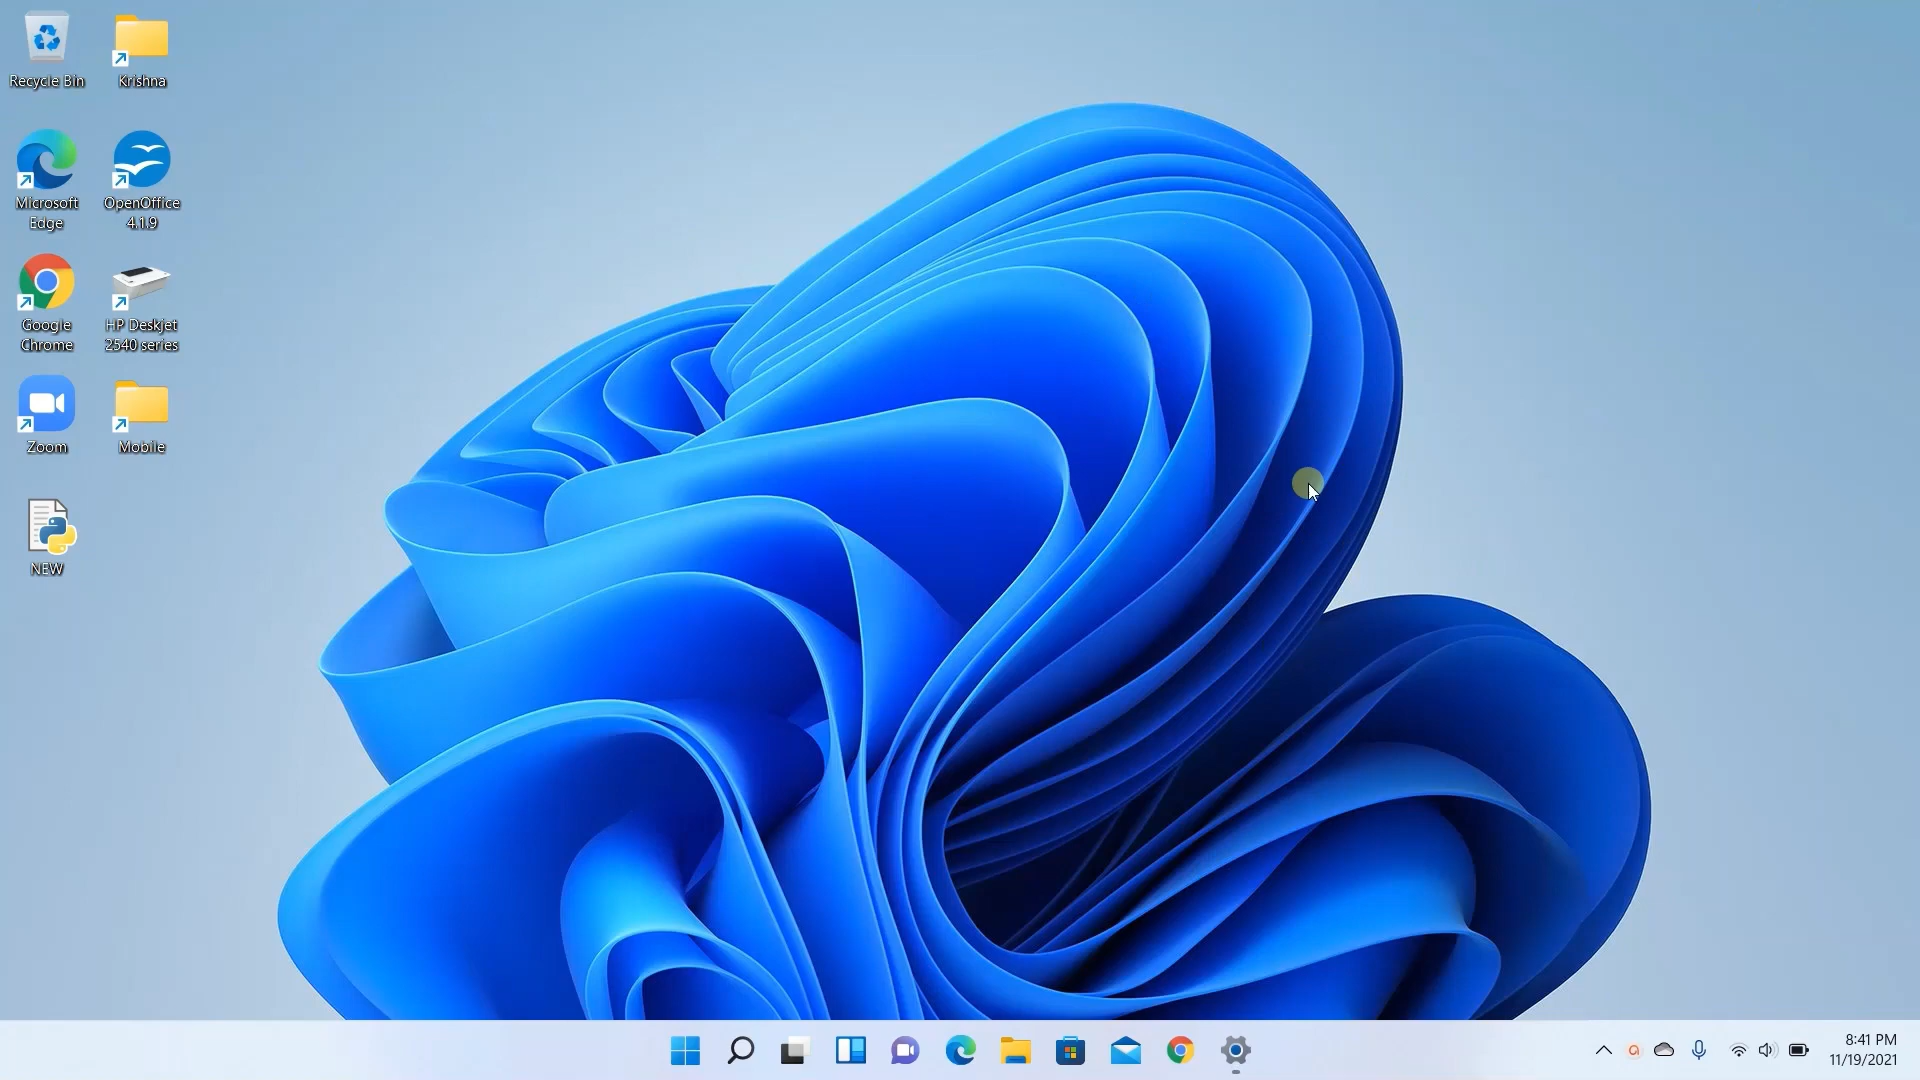 Recycle Bin
Krishna
Microsoft
Edge
OpenOffice
4.1.9
Google
Chrome
HP Deskjet
2540 series
Zoom
Mobile
NEW
8:41 PM
11/19/2021